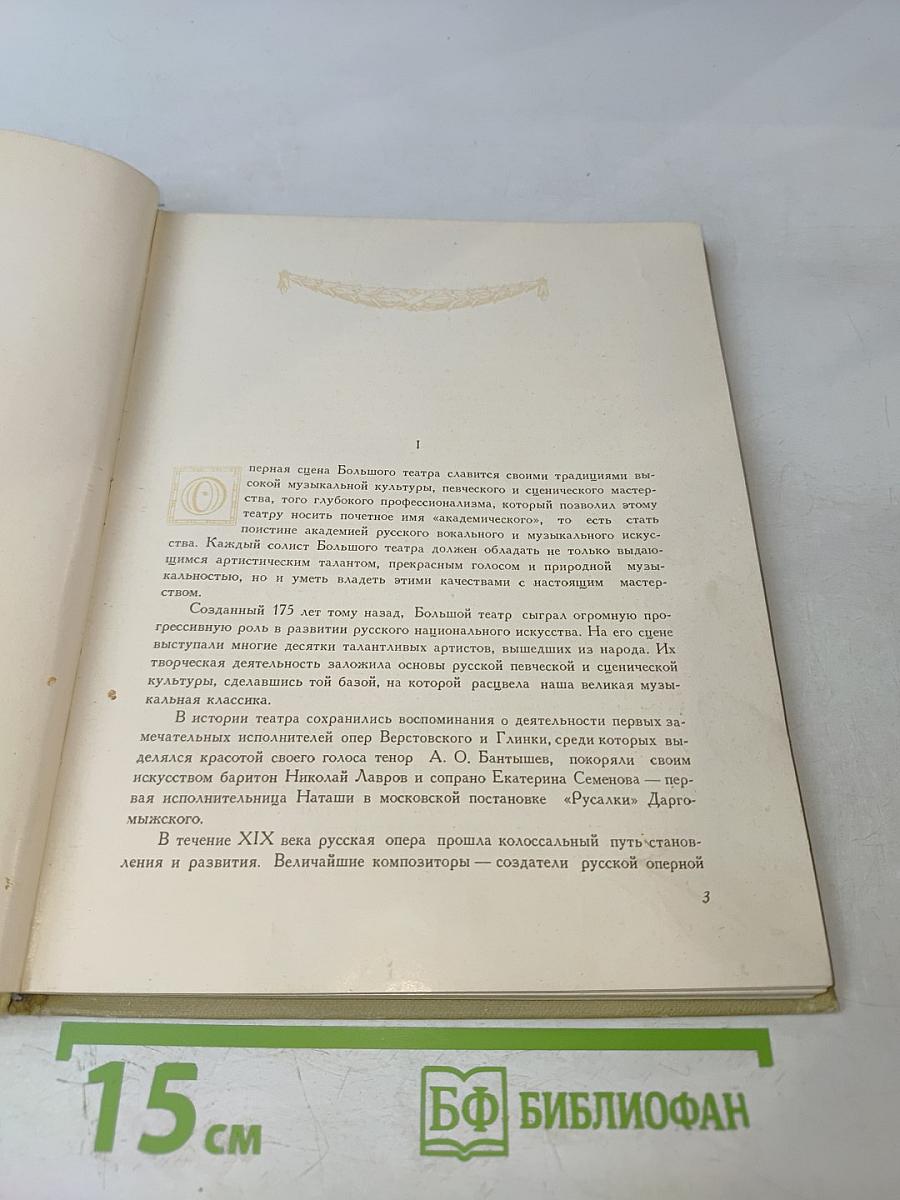 I
Оперная сцена Большого театра славится своими традициями вы-
сокой музыкальной культуры, певческого и сценического мастер-
ства, того глубокого профессионализма, который позволил этому
театру носить почетное имя «академического», то есть стать
поистине академией русского вокального и музыкального искус-
ства. Каждый солист Большого театра должен обладать не только выдаю-
щимся артистическим талантом, прекрасным голосом и природной музы-
кальностью, но и уметь владеть этими качествами с настоящим мастер-
ством.
Созданный 175 лет тому назад, Большой театр сыграл огромную про-
грессивную роль в развитии русского национального искусства. На его сцене
выступали многие десятки талантливых артистов, вышедших из народа. Их
творческая деятельность заложила основы русской певческой и сценической
культуры, сделавшись той базой, на которой расцвела наша великая музы-
кальная классика.
В истории театра сохранились воспоминания о деятельности первых за-
мечательных исполнителей опер Верстовского и Глинки, среди которых вы-
делялся красотой своего голоса тенор А. О. Бантышев, покоряли своим
искусством баритон Николай Лавров и сопрано Екатерина Семенова — пер-
вая исполнительница Наташи в московской постановке «Русалки» Дарго-
мыжского.
В течение XIX века русская опера прошла колоссальный путь станов-
ления и развития. Величайшие композиторы — создатели русской оперной
3
15 см
БФ БИБЛИОФАН